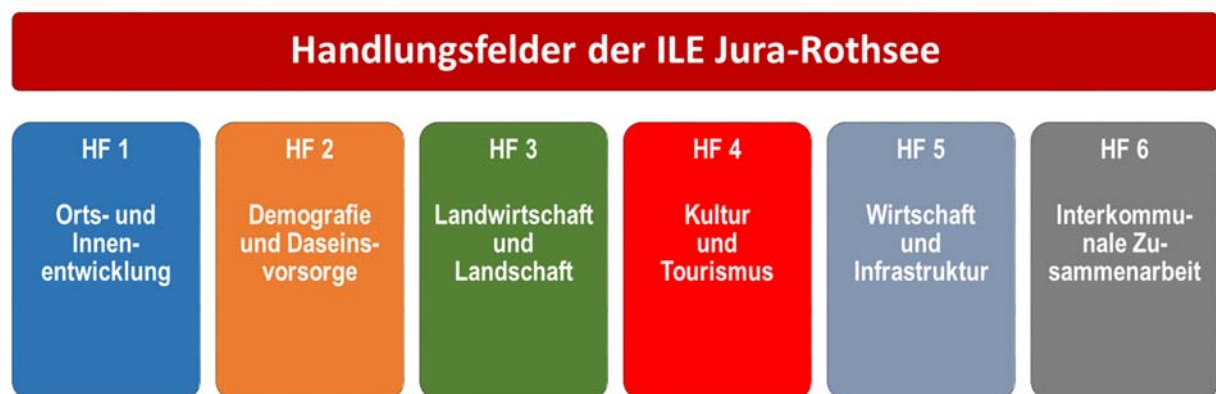 Handlungsfelder der ILE Jura-Rothsee
HF 1
Orts- und
Innen-
entwicklung
HF 2
Demografie
und Daseins-
vorsorge
HF 3
Landwirtschaft
und
Landschaft
HF 4
Kultur
und
Tourismus
HF 5
Wirtschaft
und
Infrastruktur
HF 6
Interkommu-
nale Zu-
sammenarbeit